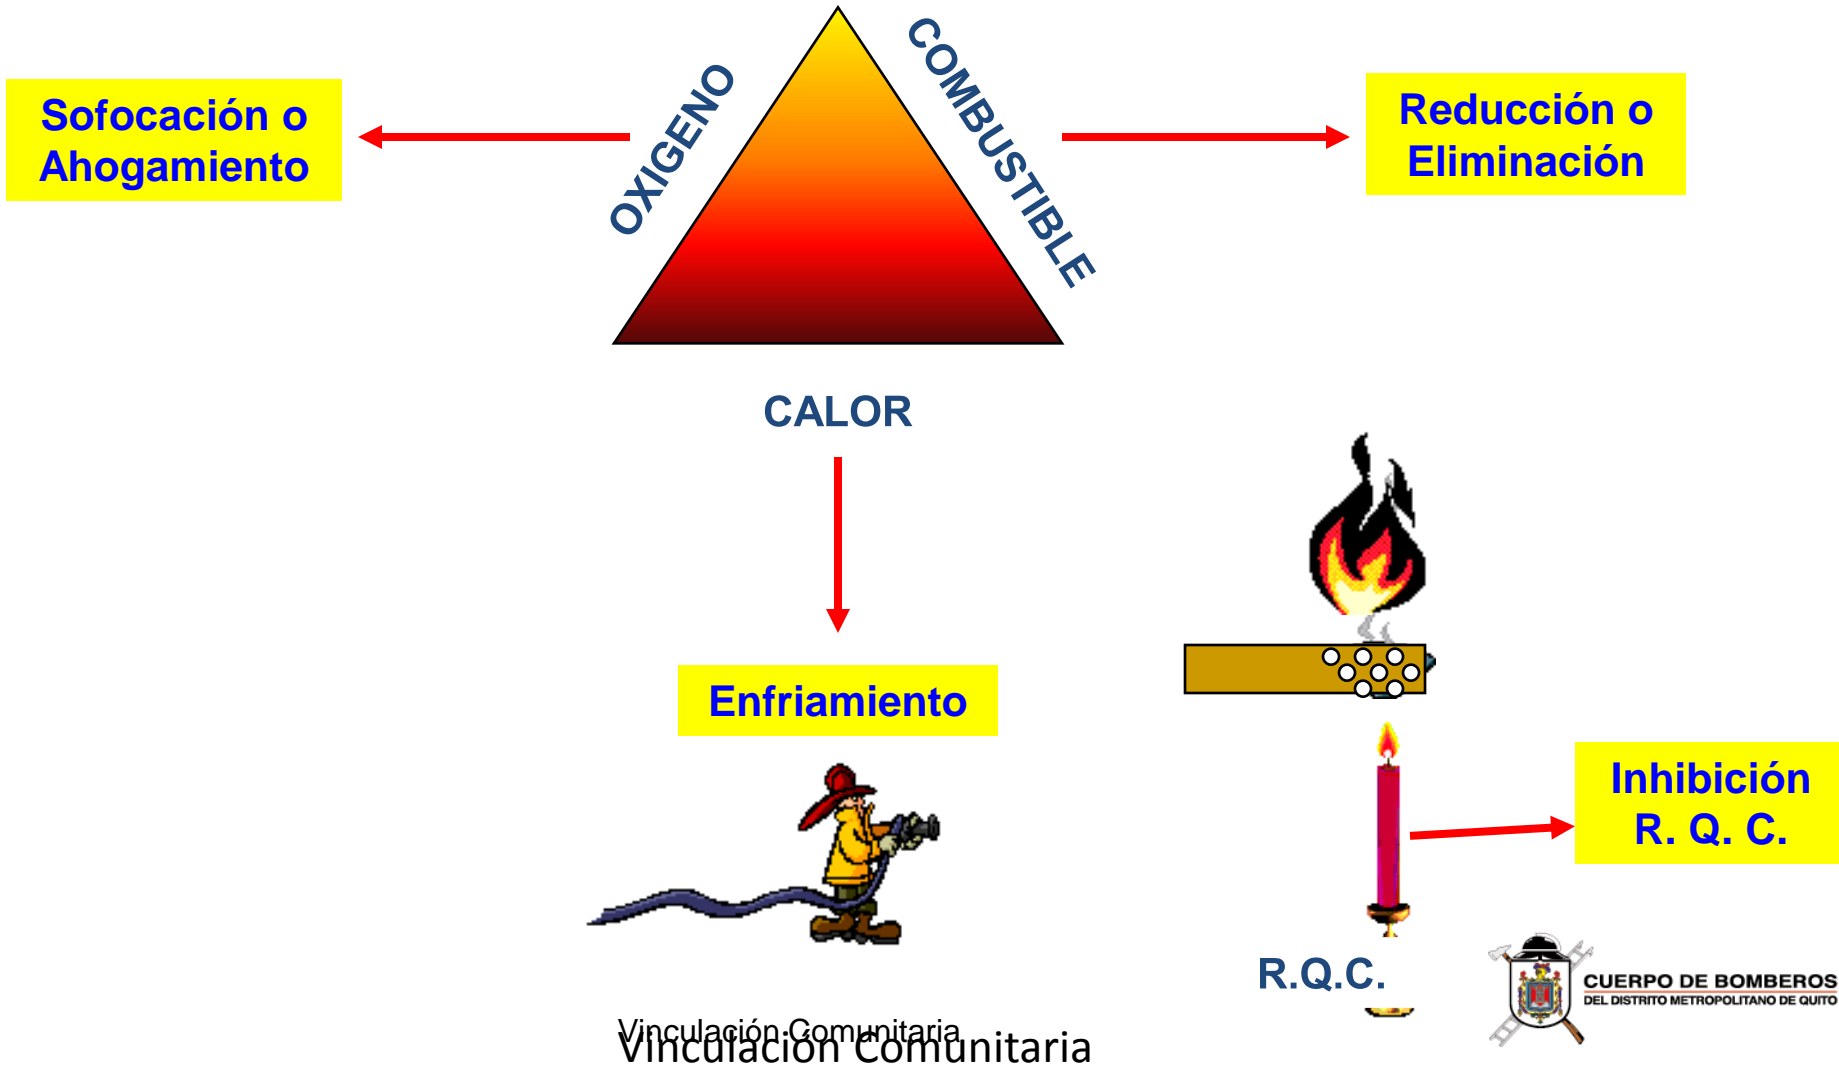 OXIGENO
COMBUSTIBLE
Sofocación o
Ahogamiento
Reducción o
Eliminación
CALOR
Enfriamiento
Inhibición
R. Q. C.
R.Q.C.
CUERPO DE BOMBEROS
DEL DISTRITO METROPOLITANO DE QUITO
Vinculación Comunitaria
Vinculación Comunitaria